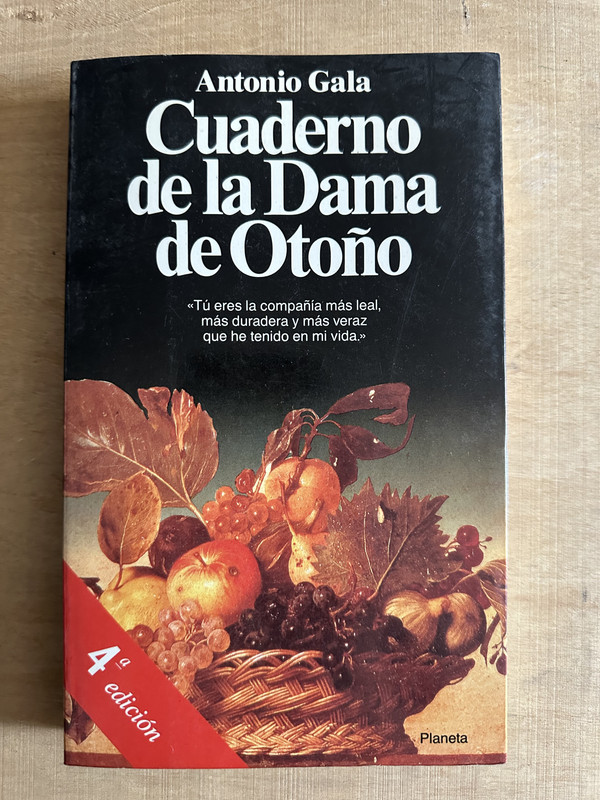 Antonio Gala
Cuaderno
de la Dama
de Otoño
«Tú eres la compañía más leal,
más duradera y más veraz
que he tenido en mi vida.»
4ª
edición
Planeta